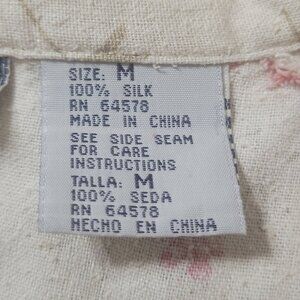 SIZE: M
100% SILK
RN 64578
MADE IN CHINA
SEE SIDE SEAM
FOR CARE
INSTRUCTIONS
TALLA: M
100% SEDA
RN 64578
HECHO EN CHINA